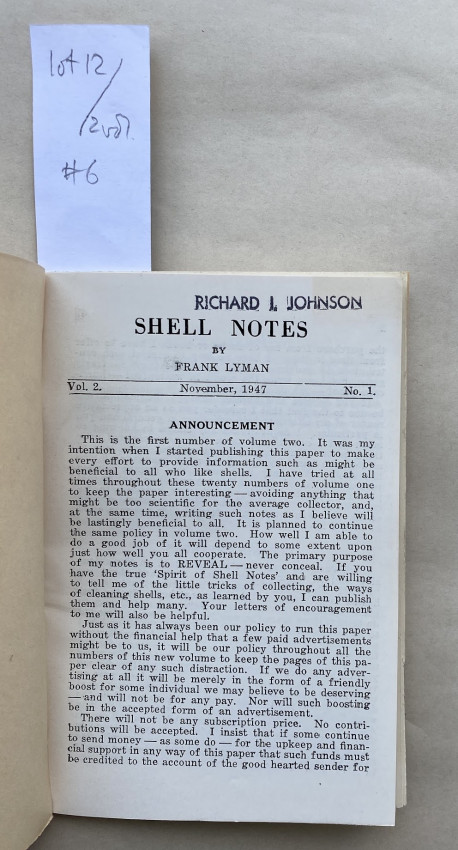 lot 12
2 vol.
#6
RICHARD I. JOHNSON
SHELL NOTES
BY
FRANK LYMAN
Vol. 2. November, 1947 No. 1.
ANNOUNCEMENT
This is the first number of volume two. It was my
intention when I started publishing this paper to make
every effort to provide information such as might be
beneficial to all who like shells. I have tried at all
times throughout these twenty numbers of volume one
to keep the paper interesting — avoiding anything that
might be too scientific for the average collector, and,
at the same time, writing such notes as I believe will
be lastingly beneficial to all. It is planned to continue
the same policy in volume two. How well I am able to
do a good job of it will depend to some extent upon
just how well you all cooperate. The primary purpose
of my notes is to REVEAL — never conceal. If you
have the true 'Spirit of Shell Notes' and are willing
to tell me of the little tricks of collecting, the ways
of cleaning shells, etc., as learned by you, I can publish
them and help many. Your letters of encouragement
to me will also be helpful.
Just as it has always been our policy to run this paper
without the financial help that a few paid advertisements
might be to us, it will be our policy throughout all the
numbers of this new volume to keep the pages of this pa-
per clear of any such distraction. If we do any adver-
tising at all it will be merely in the form of a friendly
boost for some individual we may believe to be deserving
— and will not be for any pay. Nor will such boosting
be in the accepted form of an advertisement.
There will not be any subscription price. No contri-
butions will be accepted. I insist that if some continue
to send money — as some do — for the upkeep and finan-
cial support in any way of this paper that such funds must
be credited to the account of the good hearted sender for